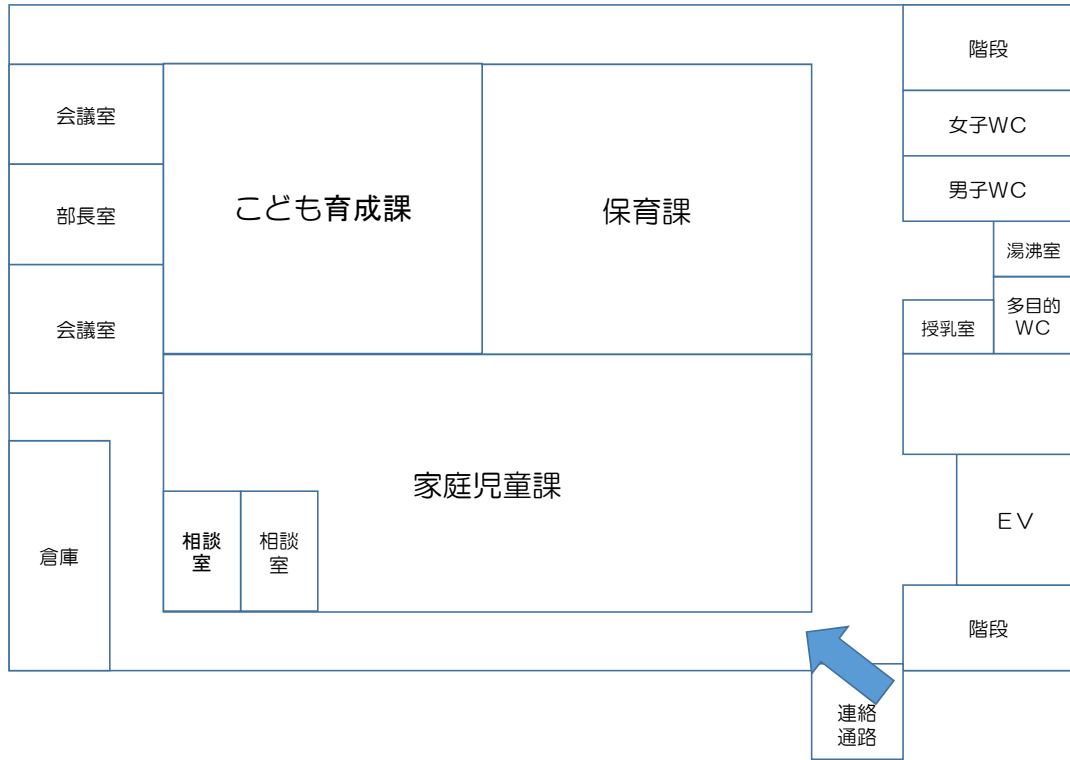 階段
会議室
女子WC
こども育成課
保育課
男子WC
部長室
湯沸室
会議室
授乳室
多目的
WC
家庭児童課
相談
室
相談
室
EV
倉庫
階段
連絡
通路